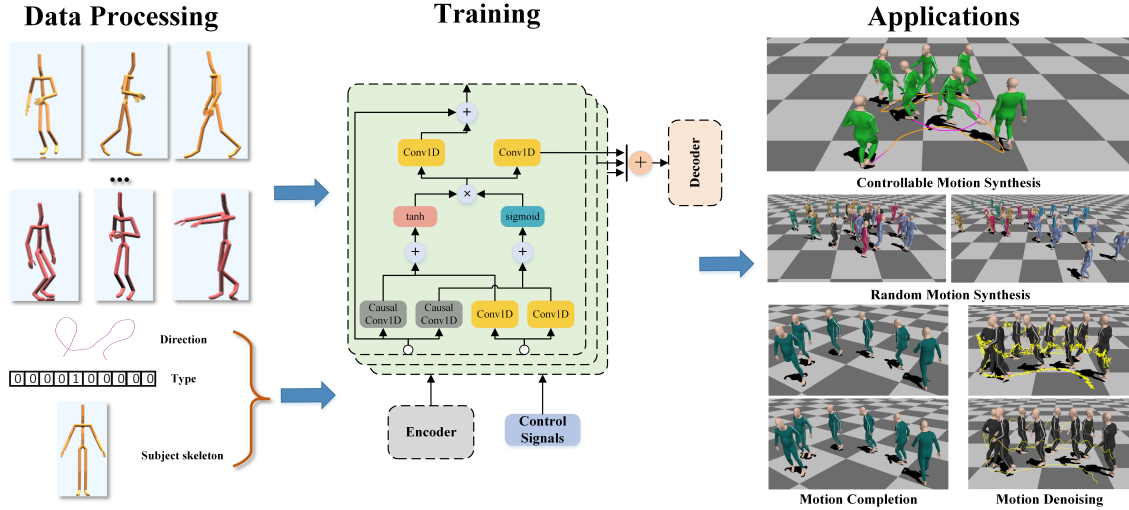 Data Processing
Training
Applications
...
Direction
0 0 0 0 1 0 0 0 0 0
Type
Subject skeleton
+
Conv1D
Conv1D
×
tanh
sigmoid
+
+
Causal
Conv1D
Causal
Conv1D
Conv1D
Conv1D
Encoder
Control
Signals
+
Decoder
Controllable Motion Synthesis
Random Motion Synthesis
Motion Completion
Motion Denoising